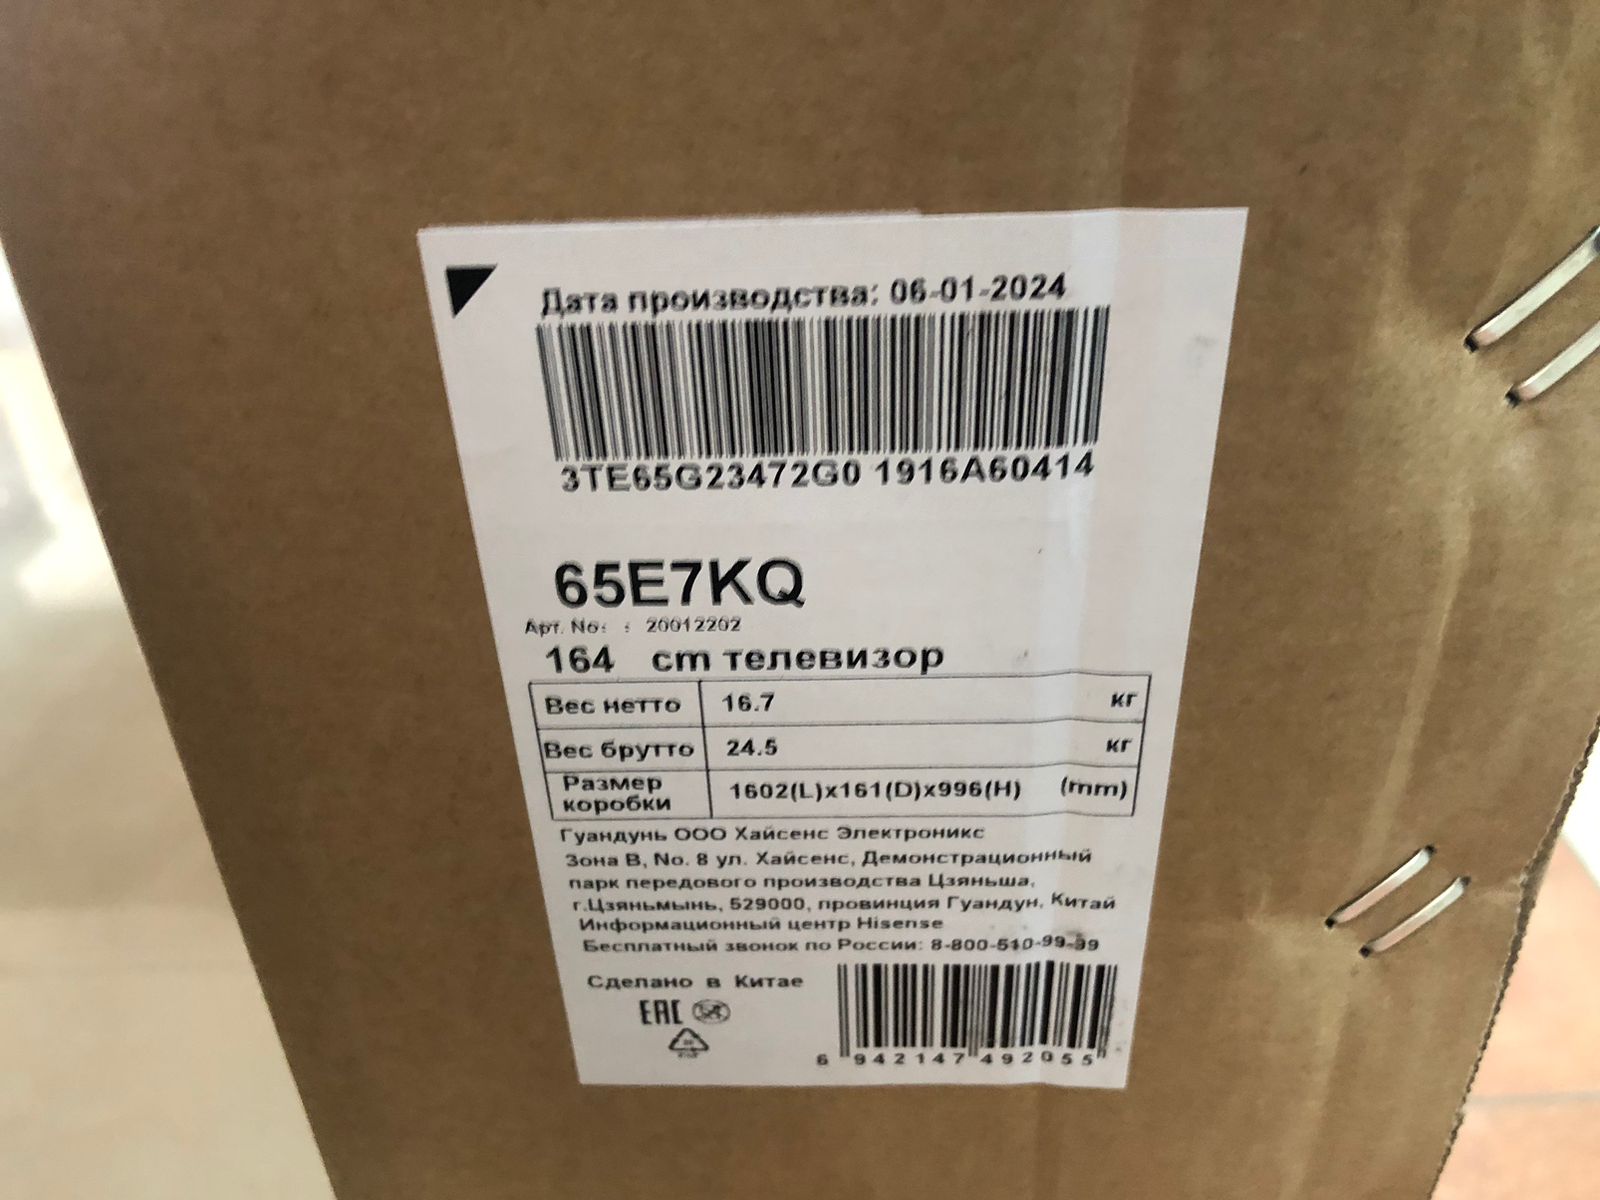 Дата производства: 06-01-2024
3TE65G23472G0 1916A60414
65E7KQ
Арт. No: : 20012202
164 cm телевизор
Вес нетто 16.7 кг
Вес брутто 24.5 кг
Размер коробки 1602(L)x161(D)x996(H) (mm)
Гуандунь ООО Хайсенс Электроникс
Зона В, No. 8 ул. Хайсенс, Демонстрационный
парк передового производства Цзяньша,
г.Цзяньмынь, 529000, провинция Гуандун, Китай
Информационный центр Hisense
Бесплатный звонок по России: 8-800-510-99-39
Сделано в Китае
EAC
6 942147 492055